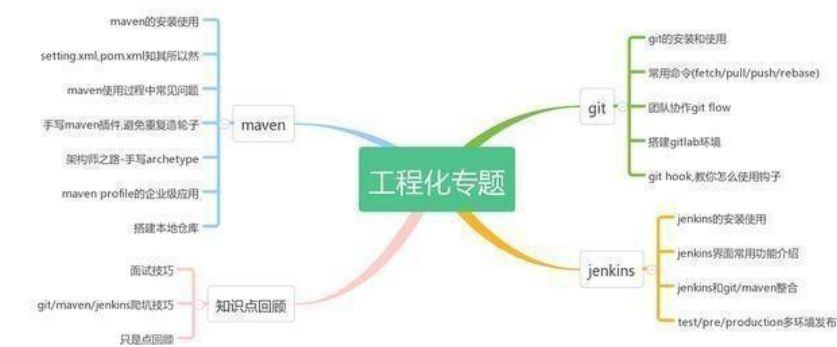 工程化专题
maven
maven的安装使用
setting.xml,pom.xml知其所以然
maven使用过程中常见问题
手写maven插件,避免重复造轮子
架构师之路-手写archetype
maven profile的企业级应用
搭建本地仓库
知识点回顾
面试技巧
git/maven/jenkins爬坑技巧
只是点回顾
git
git的安装和使用
常用命令(fetch/pull/push/rebase)
团队协作git flow
搭建gitlab环境
git hook,教你怎么使用钩子
jenkins
jenkins的安装使用
jenkins界面常用功能介绍
jenkins和git/maven整合
test/pre/production多环境发布